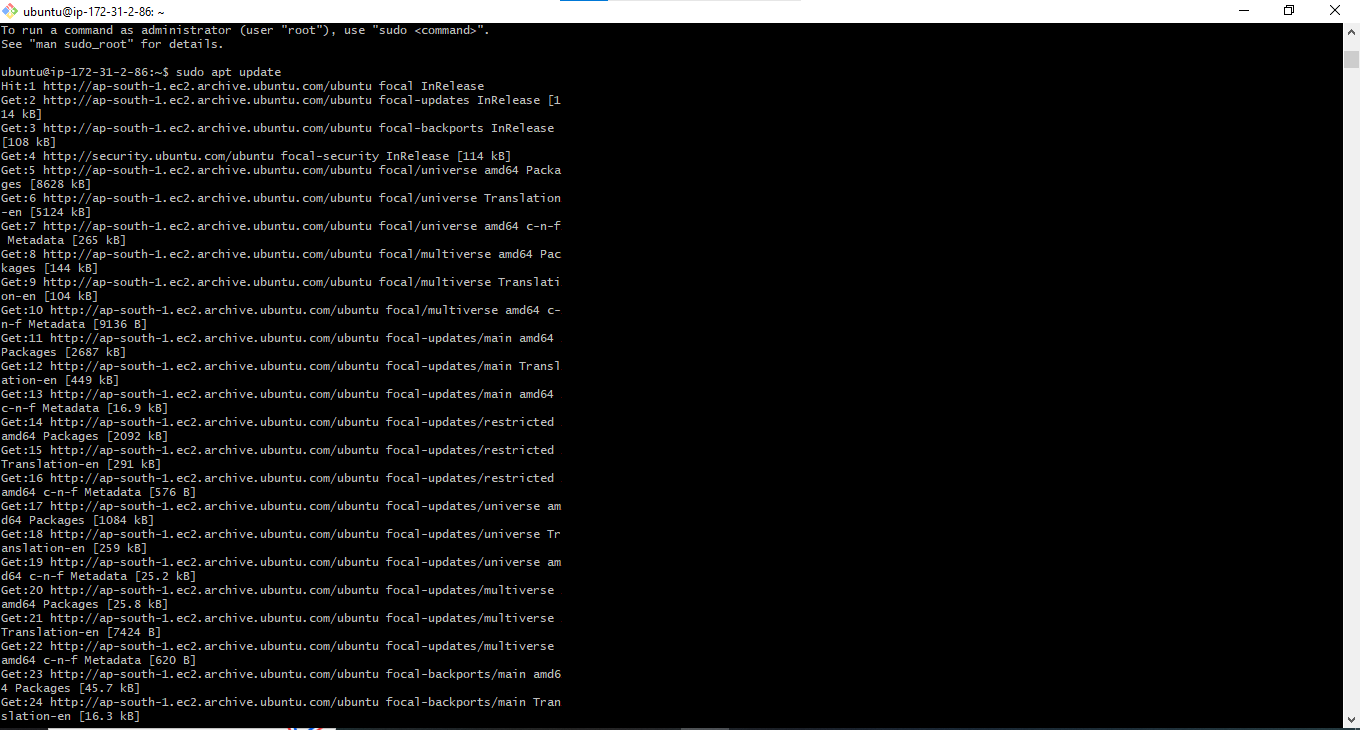 ubuntu@ip-172-31-2-86: ~
To run a command as administrator (user "root"), use "sudo <command>".
See "man sudo_root" for details.
ubuntu@ip-172-31-2-86:~$ sudo apt update
Hit:1 http://ap-south-1.ec2.archive.ubuntu.com/ubuntu focal InRelease
Get:2 http://ap-south-1.ec2.archive.ubuntu.com/ubuntu focal-updates InRelease [1
14 kB]
Get:3 http://ap-south-1.ec2.archive.ubuntu.com/ubuntu focal-backports InRelease
[108 kB]
Get:4 http://security.ubuntu.com/ubuntu focal-security InRelease [114 kB]
Get:5 http://ap-south-1.ec2.archive.ubuntu.com/ubuntu focal/universe amd64 Packa
ges [8628 kB]
Get:6 http://ap-south-1.ec2.archive.ubuntu.com/ubuntu focal/universe Translation
-en [5124 kB]
Get:7 http://ap-south-1.ec2.archive.ubuntu.com/ubuntu focal/universe amd64 c-n-f
 Metadata [265 kB]
Get:8 http://ap-south-1.ec2.archive.ubuntu.com/ubuntu focal/multiverse amd64 Pac
kages [144 kB]
Get:9 http://ap-south-1.ec2.archive.ubuntu.com/ubuntu focal/multiverse Translati
on-en [104 kB]
Get:10 http://ap-south-1.ec2.archive.ubuntu.com/ubuntu focal/multiverse amd64 c-
n-f Metadata [9136 B]
Get:11 http://ap-south-1.ec2.archive.ubuntu.com/ubuntu focal-updates/main amd64
Packages [2687 kB]
Get:12 http://ap-south-1.ec2.archive.ubuntu.com/ubuntu focal-updates/main Transl
ation-en [449 kB]
Get:13 http://ap-south-1.ec2.archive.ubuntu.com/ubuntu focal-updates/main amd64
c-n-f Metadata [16.9 kB]
Get:14 http://ap-south-1.ec2.archive.ubuntu.com/ubuntu focal-updates/restricted
amd64 Packages [2092 kB]
Get:15 http://ap-south-1.ec2.archive.ubuntu.com/ubuntu focal-updates/restricted
Translation-en [291 kB]
Get:16 http://ap-south-1.ec2.archive.ubuntu.com/ubuntu focal-updates/restricted
amd64 c-n-f Metadata [576 B]
Get:17 http://ap-south-1.ec2.archive.ubuntu.com/ubuntu focal-updates/universe am
d64 Packages [1084 kB]
Get:18 http://ap-south-1.ec2.archive.ubuntu.com/ubuntu focal-updates/universe Tr
anslation-en [259 kB]
Get:19 http://ap-south-1.ec2.archive.ubuntu.com/ubuntu focal-updates/universe am
d64 c-n-f Metadata [25.2 kB]
Get:20 http://ap-south-1.ec2.archive.ubuntu.com/ubuntu focal-updates/multiverse
amd64 Packages [25.8 kB]
Get:21 http://ap-south-1.ec2.archive.ubuntu.com/ubuntu focal-updates/multiverse
Translation-en [7424 B]
Get:22 http://ap-south-1.ec2.archive.ubuntu.com/ubuntu focal-updates/multiverse
amd64 c-n-f Metadata [620 B]
Get:23 http://ap-south-1.ec2.archive.ubuntu.com/ubuntu focal-backports/main amd6
4 Packages [45.7 kB]
Get:24 http://ap-south-1.ec2.archive.ubuntu.com/ubuntu focal-backports/main Tran
slation-en [16.3 kB]